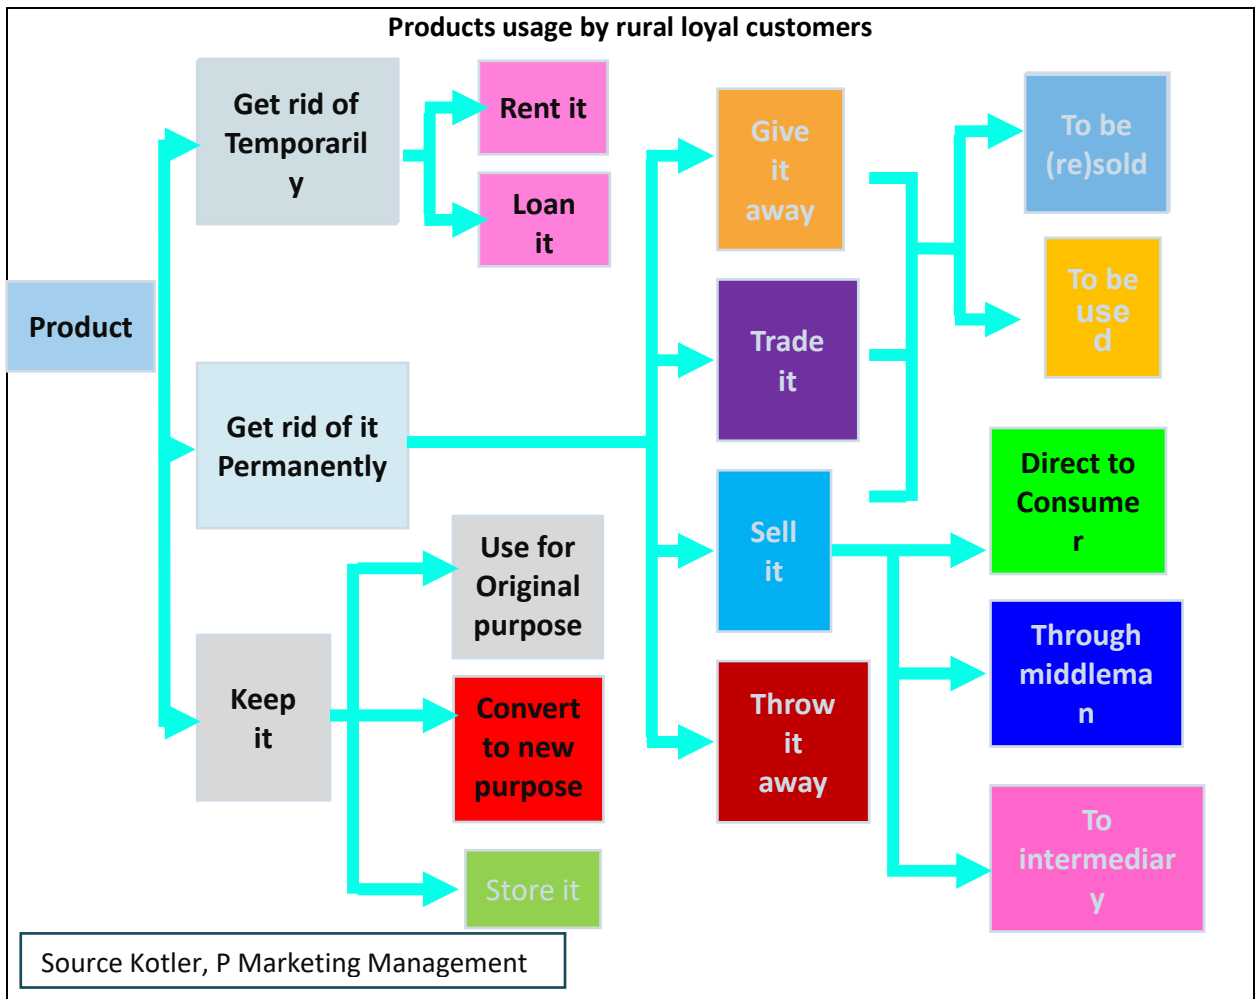 Products usage by rural loyal customers
Get rid of
Temporaril
y
Rent it
Loan
it
Give
it
away
To be
(re)sold
To be
use
d
Product
Trade
it
Get rid of it
Permanently
Direct to
Consume
r
Sell
it
Use for
Original
purpose
Through
middlema
n
Keep
it
Convert
to new
purpose
Throw
it
away
To
intermediar
y
Store it
Source Kotler, P Marketing Management